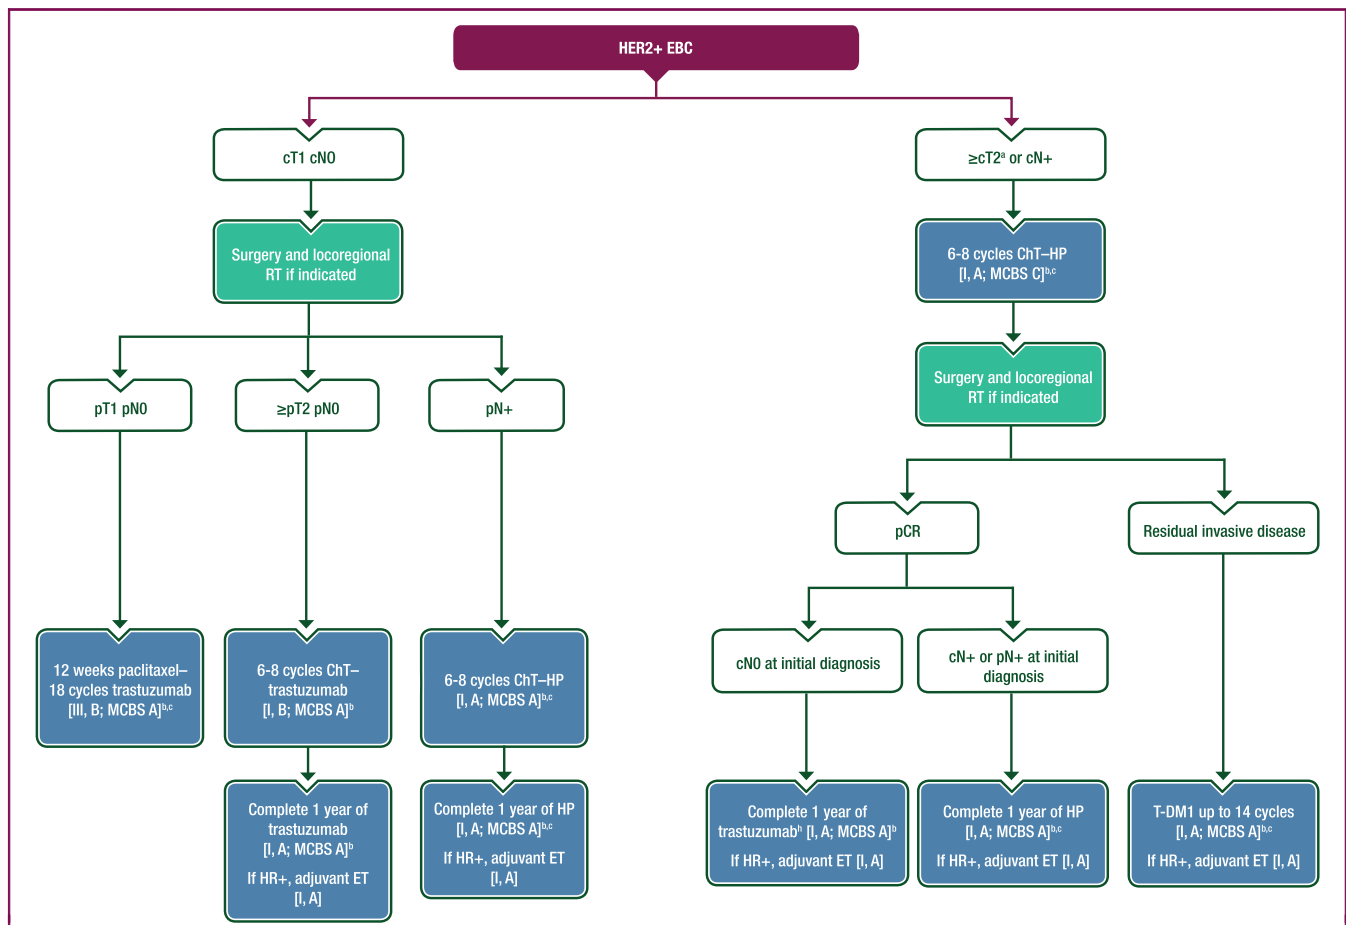 HER2+ EBC
cT1 cN0
≥cT2ᵃ or cN+
Surgery and locoregional
RT if indicated
6-8 cycles ChT–HP
[I, A; MCBS C]ᵇ,ᶜ
Surgery and locoregional
RT if indicated
pT1 pN0
≥pT2 pN0
pN+
pCR
Residual invasive disease
12 weeks paclitaxel–
18 cycles trastuzumab
[III, B; MCBS A]ᵇ,ᶜ
6-8 cycles ChT–
trastuzumab
[I, B; MCBS A]ᵇ
6-8 cycles ChT–HP
[I, A; MCBS A]ᵇ,ᶜ
cN0 at initial diagnosis
cN+ or pN+ at initial
diagnosis
Complete 1 year of
trastuzumab
[I, A; MCBS A]ᵇ
If HR+, adjuvant ET
[I, A]
Complete 1 year of HP
[I, A; MCBS A]ᵇ,ᶜ
If HR+, adjuvant ET
[I, A]
Complete 1 year of
trastuzumabʰ [I, A; MCBS A]ᵇ
If HR+, adjuvant ET [I, A]
Complete 1 year of HP
[I, A; MCBS A]ᵇ,ᶜ
If HR+, adjuvant ET [I, A]
T-DM1 up to 14 cycles
[I, A; MCBS A]ᵇ,ᶜ
If HR+, adjuvant ET [I, A]